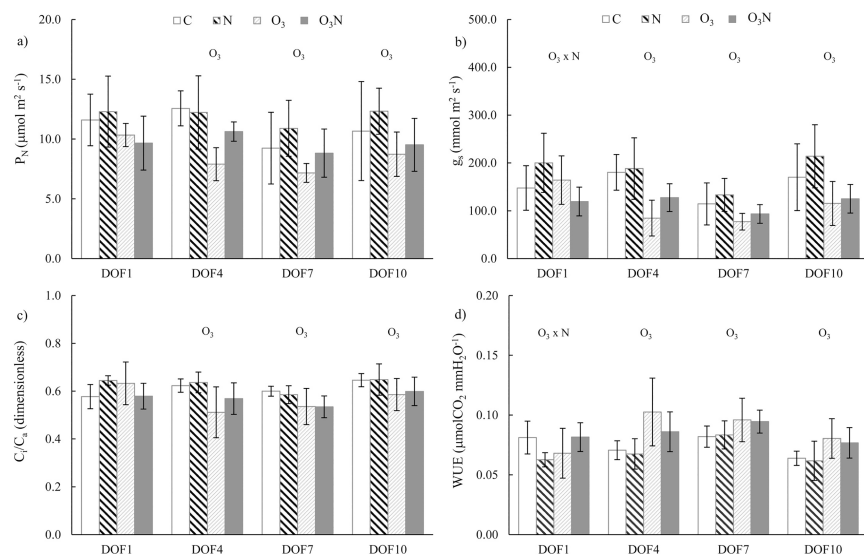 C N O₃ O₃N
a)
20.0
15.0
10.0
5.0
0.0
P_N (μmol m² s⁻¹)
O₃ O₃ O₃
DOF1 DOF4 DOF7 DOF10
C N O₃ O₃N
b)
500.0
400.0
300.0
200.0
100.0
0.0
g_s (mmol m² s⁻¹)
O₃ x N O₃ O₃ O₃
DOF1 DOF4 DOF7 DOF10
c)
1.0
0.8
0.6
0.4
0.2
0.0
C_i/C_a (dimensionless)
O₃ O₃ O₃
DOF1 DOF4 DOF7 DOF10
d)
0.20
0.15
0.10
0.05
0.00
WUE (μmolCO₂ mmH₂O⁻¹)
O₃ x N O₃ O₃ O₃
DOF1 DOF4 DOF7 DOF10